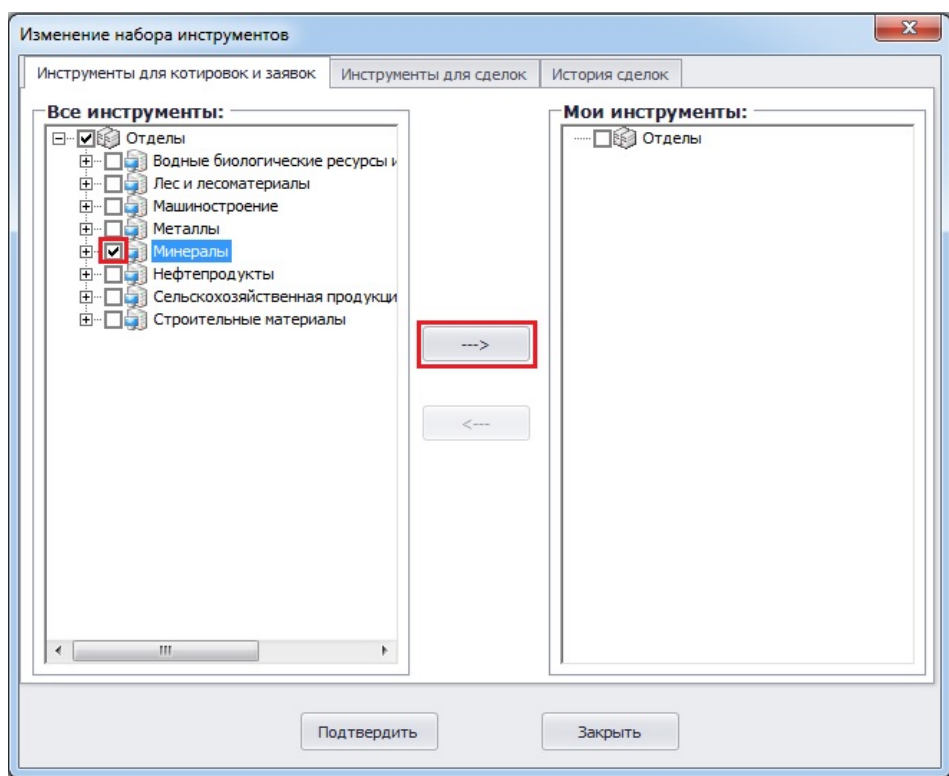 Изменение набора инструментов
Инструменты для котировок и заявок
Инструменты для сделок
История сделок
Все инструменты:
Отделы
Водные биологические ресурсы и
Лес и лесоматериалы
Машиностроение
Металлы
Минералы
Нефтепродукты
Сельскохозяйственная продукци
Строительные материалы
--->
<---
Мои инструменты:
Отделы
Подтвердить
Закрыть